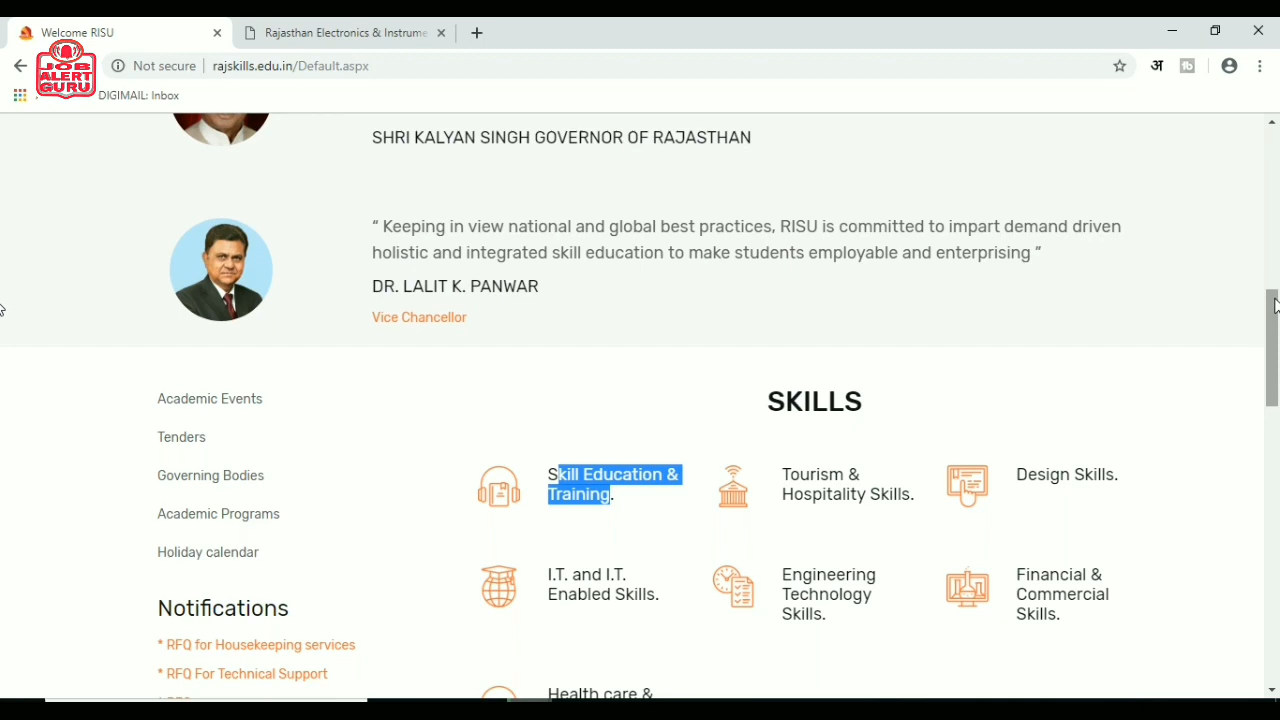 Welcome RISU
Rajasthan Electronics & Instrume
Not secure
rajskills.edu.in/Default.aspx
अ
JOB
ALERT
GURU
DIGIMAIL: Inbox
SHRI KALYAN SINGH GOVERNOR OF RAJASTHAN
“ Keeping in view national and global best practices, RISU is committed to impart demand driven
holistic and integrated skill education to make students employable and enterprising ”
DR. LALIT K. PANWAR
Vice Chancellor
Academic Events
Tenders
Governing Bodies
Academic Programs
Holiday calendar
Notifications
* RFQ for Housekeeping services
* RFQ For Technical Support
SKILLS
Skill Education &
Training.
Tourism &
Hospitality Skills.
Design Skills.
I.T. and I.T.
Enabled Skills.
Engineering
Technology
Skills.
Financial &
Commercial
Skills.
Health care &